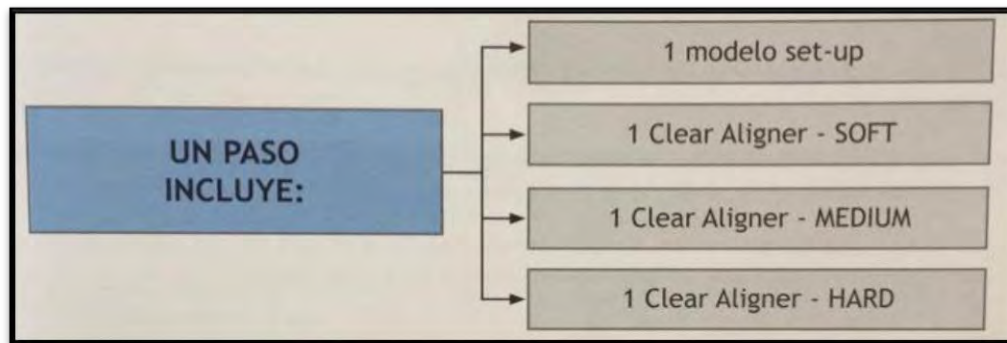 UN PASO
INCLUYE:
1 modelo set-up
1 Clear Aligner - SOFT
1 Clear Aligner - MEDIUM
1 Clear Aligner - HARD